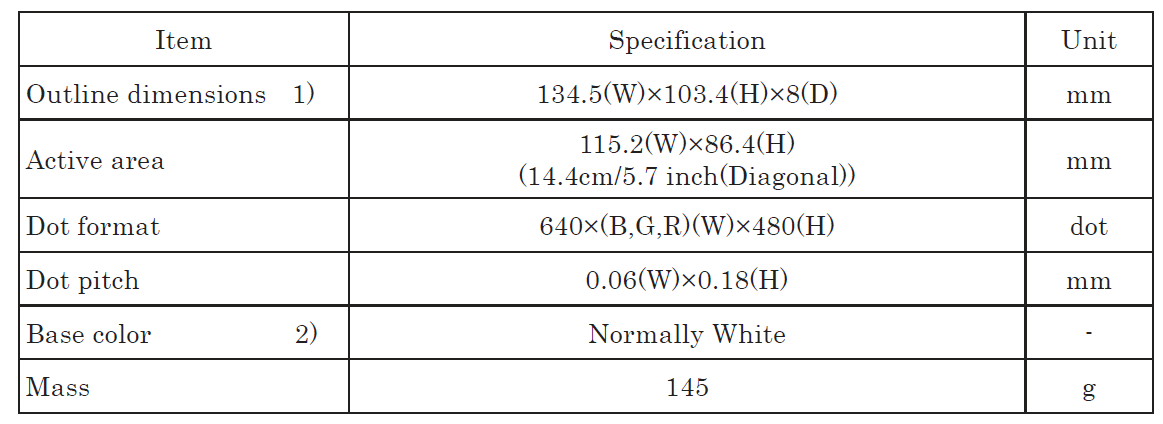 Item Specification Unit
Outline dimensions 1) 134.5(W)×103.4(H)×8(D) mm
Active area 115.2(W)×86.4(H) mm
(14.4cm/5.7 inch(Diagonal))
Dot format 640×(B,G,R)(W)×480(H) dot
Dot pitch 0.06(W)×0.18(H) mm
Base color 2) Normally White -
Mass 145 g